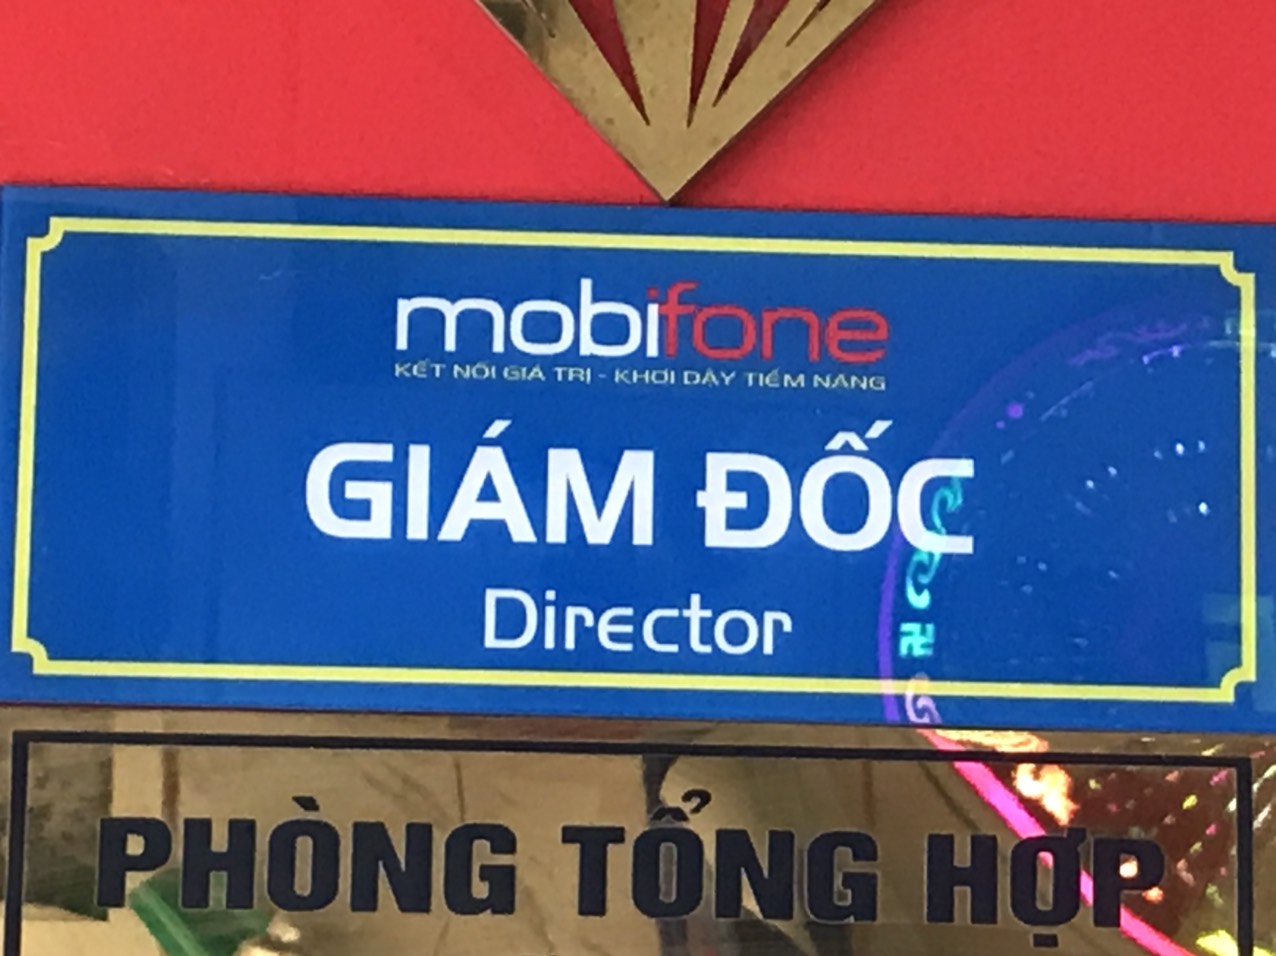 mobifone
KẾT NỐI GIÁ TRỊ - KHƠI DẬY TIỀM NĂNG
GIÁM ĐỐC
Director
PHÒNG TỔNG HỢP